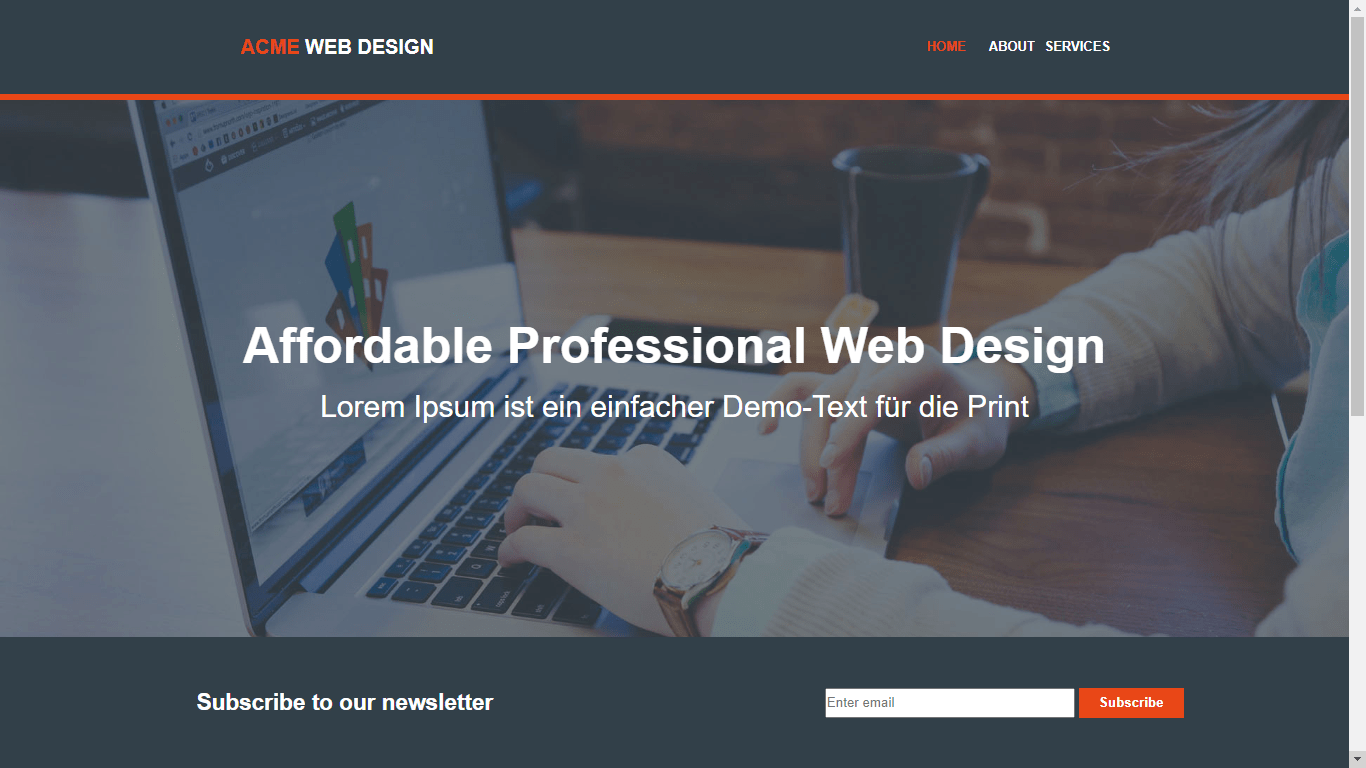 ACME WEB DESIGN
HOME ABOUT SERVICES
Affordable Professional Web Design
Lorem Ipsum ist ein einfacher Demo-Text für die Print
Subscribe to our newsletter
Enter email Subscribe